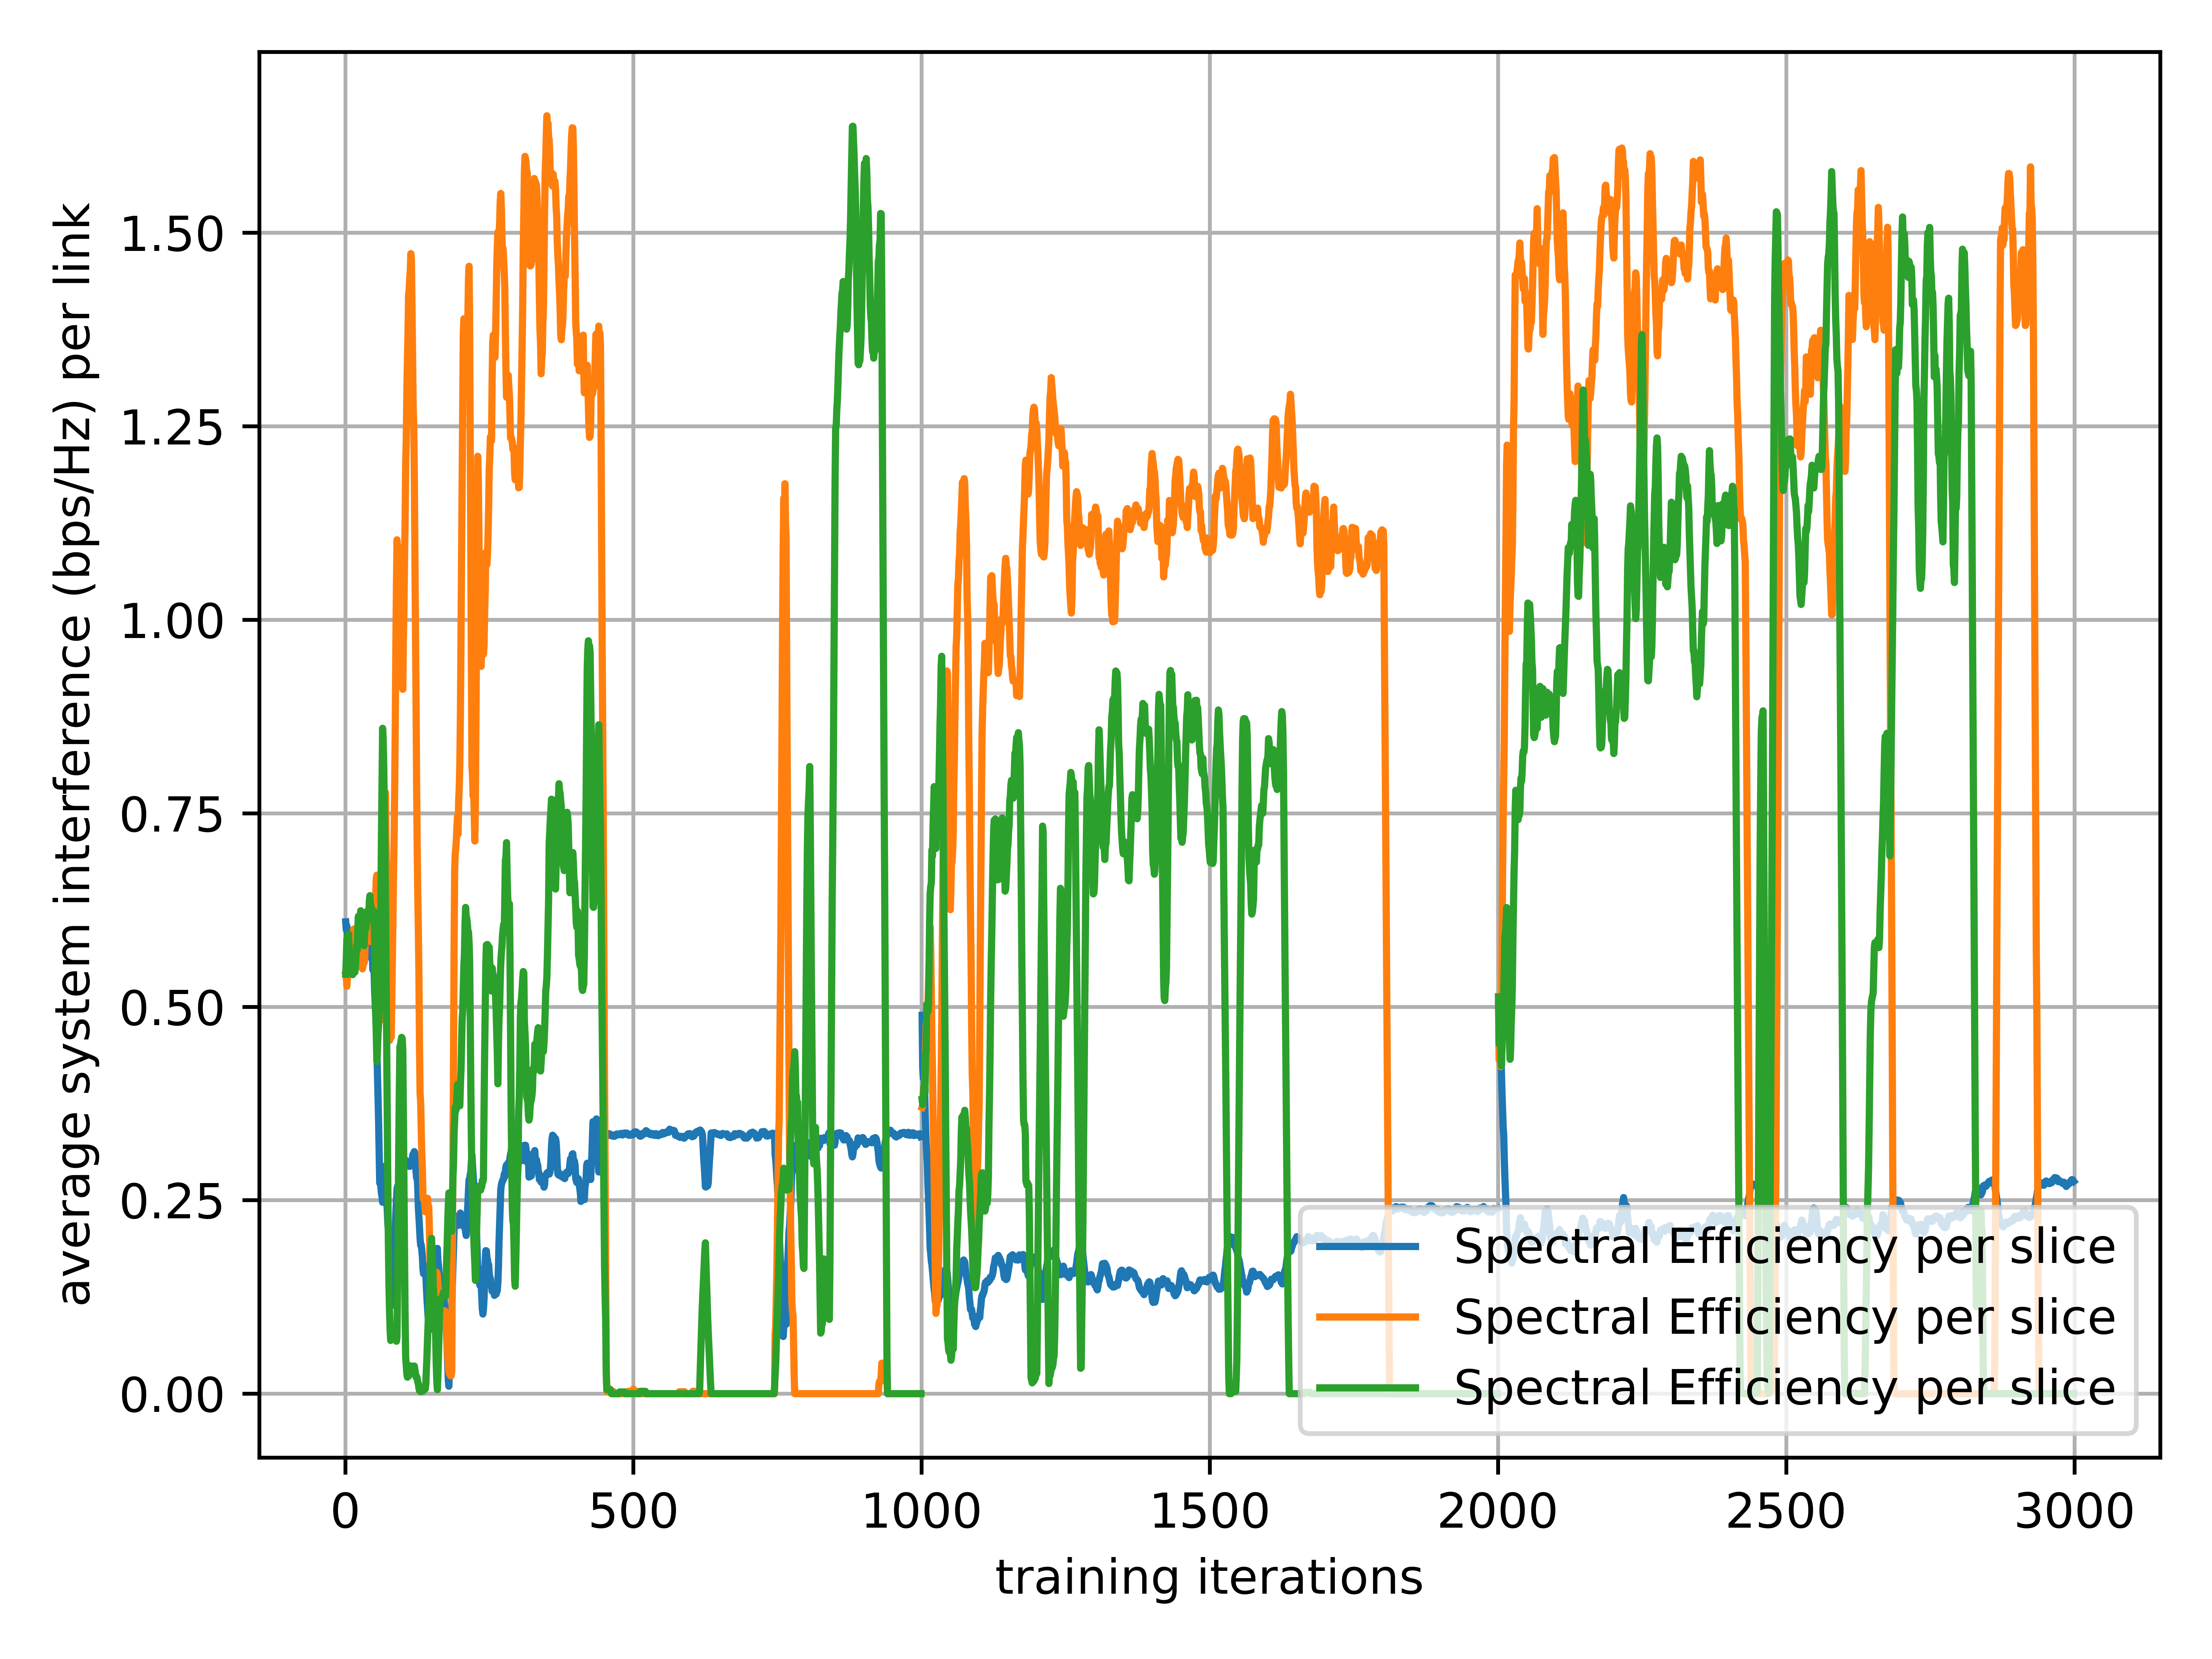 average system interference (bps/Hz) per link
1.50
1.25
1.00
0.75
0.50
0.25
0.00
Spectral Efficiency per slice
Spectral Efficiency per slice
Spectral Efficiency per slice
0 500 1000 1500 2000 2500 3000
training iterations